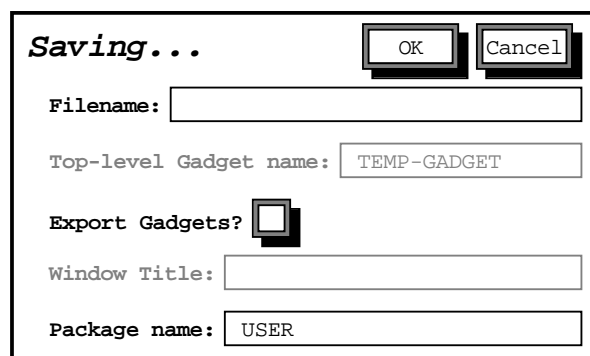 Saving... OK Cancel
Filename:
Top-level Gadget name: TEMP-GADGET
Export Gadgets?
Window Title:
Package name: USER